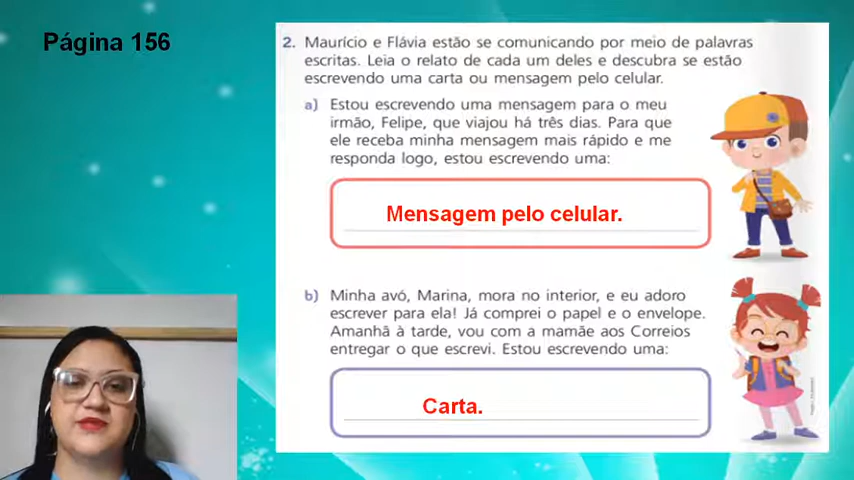 Página 156
2. Maurício e Flávia estão se comunicando por meio de palavras
escritas. Leia o relato de cada um deles e descubra se estão
escrevendo uma carta ou mensagem pelo celular.
a) Estou escrevendo uma mensagem para o meu
irmão, Felipe, que viajou há três dias. Para que
ele receba minha mensagem mais rápido e me
responda logo, estou escrevendo uma:
Mensagem pelo celular.
b) Minha avó, Marina, mora no interior, e eu adoro
escrever para ela! Já comprei o papel e o envelope.
Amanhã à tarde, vou com a mamãe aos Correios
entregar o que escrevi. Estou escrevendo uma:
Carta.